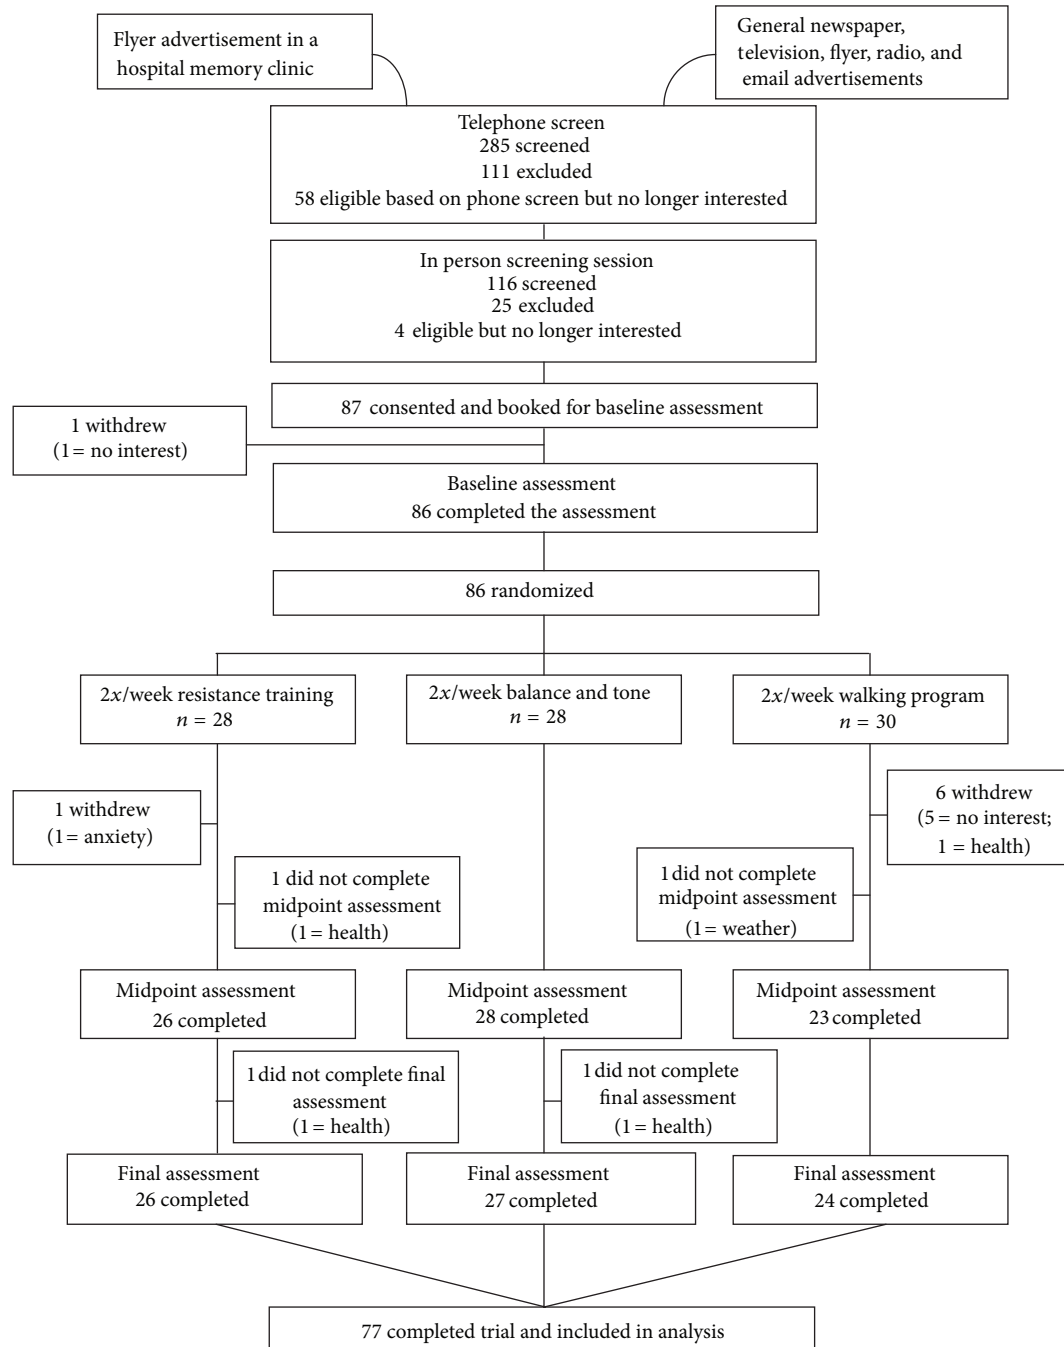 Flyer advertisement in a
hospital memory clinic
General newspaper,
television, flyer, radio, and
email advertisements
Telephone screen
285 screened
111 excluded
58 eligible based on phone screen but no longer interested
In person screening session
116 screened
25 excluded
4 eligible but no longer interested
87 consented and booked for baseline assessment
1 withdrew
(1 = no interest)
Baseline assessment
86 completed the assessment
86 randomized
2x/week resistance training
n = 28
2x/week balance and tone
n = 28
2x/week walking program
n = 30
1 withdrew
(1 = anxiety)
6 withdrew
(5 = no interest;
1 = health)
1 did not complete
midpoint assessment
(1 = health)
1 did not complete
midpoint assessment
(1 = weather)
Midpoint assessment
26 completed
Midpoint assessment
28 completed
Midpoint assessment
23 completed
1 did not complete final
assessment
(1 = health)
1 did not complete
final assessment
(1 = health)
Final assessment
26 completed
Final assessment
27 completed
Final assessment
24 completed
77 completed trial and included in analysis